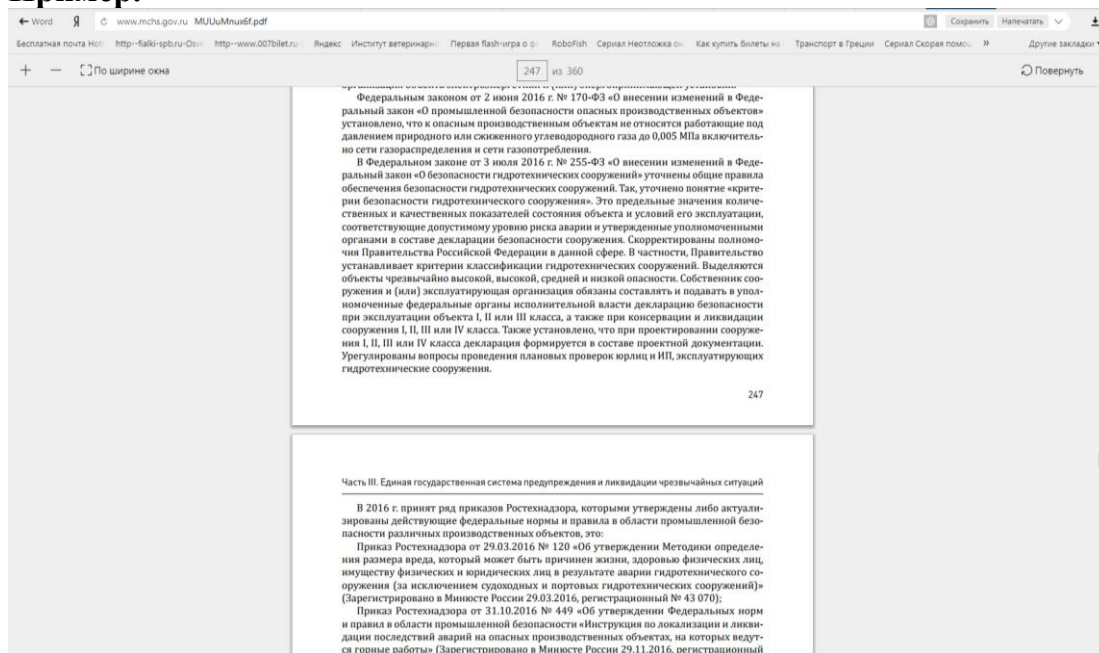 Пример:
← Word Я www.mchs.gov.ru MUUuMnux6f.pdf Сохранить Напечатать
Бесплатная почта Hot http--fialki-spb.ru-Osv http--www.007bilet.ru- Яндекс Институт ветеринарн Первая flash-игра о ф RoboFish Сериал Неотложка он Как купить билеты на Транспорт в Греции Сериал Скорая помощ » Другие закладки
+ — По ширине окна 247 из 360 Повернуть
Федеральным законом от 2 июня 2016 г. № 170-ФЗ «О внесении изменений в Феде-
ральный закон «О промышленной безопасности опасных производственных объектов»
установлено, что к опасным производственным объектам не относятся работающие под
давлением природного или сжиженного углеводородного газа до 0,005 МПа включитель-
но сети газораспределения и сети газопотребления.
В Федеральном законе от 3 июля 2016 г. № 255-ФЗ «О внесении изменений в Феде-
ральный закон «О безопасности гидротехнических сооружений» уточнены общие правила
обеспечения безопасности гидротехнических сооружений. Так, уточнено понятие «крите-
рии безопасности гидротехнического сооружения». Это предельные значения количе-
ственных и качественных показателей состояния объекта и условий его эксплуатации,
соответствующие допустимому уровню риска аварии и утвержденные уполномоченными
органами в составе декларации безопасности сооружения. Скорректированы полномо-
чия Правительства Российской Федерации в данной сфере. В частности, Правительство
устанавливает критерии классификации гидротехнических сооружений. Выделяются
объекты чрезвычайно высокой, высокой, средней и низкой опасности. Собственник соо-
ружения и (или) эксплуатирующая организация обязаны составлять и подавать в упол-
номоченные федеральные органы исполнительной власти декларацию безопасности
при эксплуатации объекта I, II или III класса, а также при консервации и ликвидации
сооружения I, II, III или IV класса. Также установлено, что при проектировании сооруже-
ния I, II, III или IV класса декларация формируется в составе проектной документации.
Урегулированы вопросы проведения плановых проверок юрлиц и ИП, эксплуатирующих
гидротехнические сооружения.
247
Часть III. Единая государственная система предупреждения и ликвидации чрезвычайных ситуаций
В 2016 г. принят ряд приказов Ростехнадзора, которыми утверждены либо актуали-
зированы действующие федеральные нормы и правила в области промышленной безо-
пасности различных производственных объектов, это:
Приказ Ростехнадзора от 29.03.2016 № 120 «Об утверждении Методики определе-
ния размера вреда, который может быть причинен жизни, здоровью физических лиц,
имуществу физических и юридических лиц в результате аварии гидротехнического со-
оружения (за исключением судоходных и портовых гидротехнических сооружений)»
(Зарегистрировано в Минюсте России 29.03.2016, регистрационный № 43 070);
Приказ Ростехнадзора от 31.10.2016 № 449 «Об утверждении Федеральных норм
и правил в области промышленной безопасности «Инструкция по локализации и ликви-
дации последствий аварий на опасных производственных объектах, на которых ведут-
ся горные работы» (Зарегистрировано в Минюсте России 29.11.2016, регистрационный